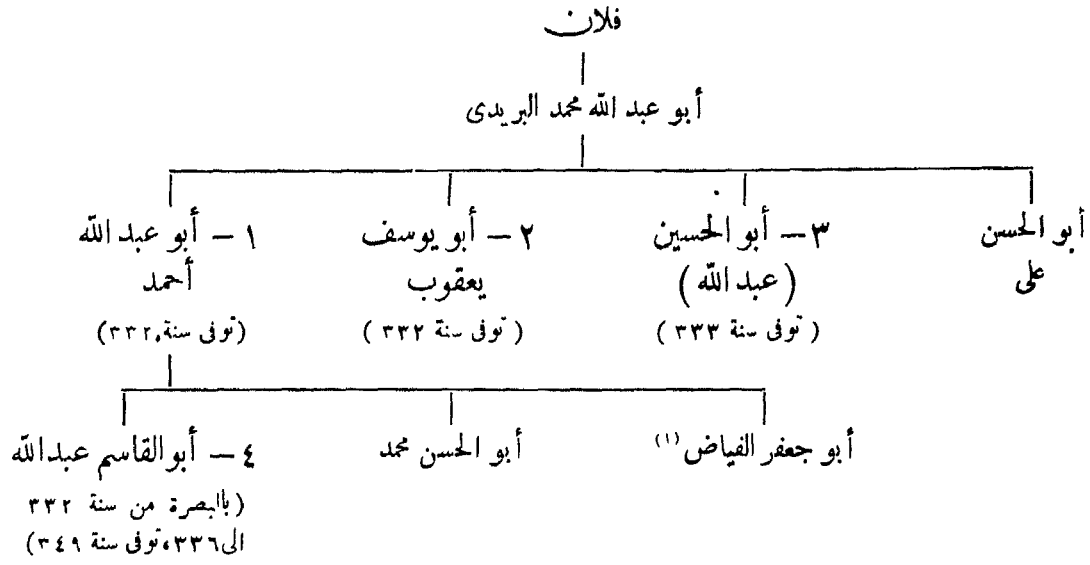 فلان
أبو عبد الله محمد البريدى
أبو الحسن
على
٣ – أبو الحسين
(عبد الله)
(توفى سنة ٣٣٣)
٢ – أبو يوسف
يعقوب
(توفى سنة ٣٣٢)
١ – أبو عبد الله
أحمد
(توفى سنة ٣٣٢)
أبو جعفر الفياض (١)
أبو الحسن محمد
٤ – أبو القاسم عبد الله
(بالبصرة من سنة ٣٣٢
الى ٣٣٦، توفى سنة ٣٤٩)